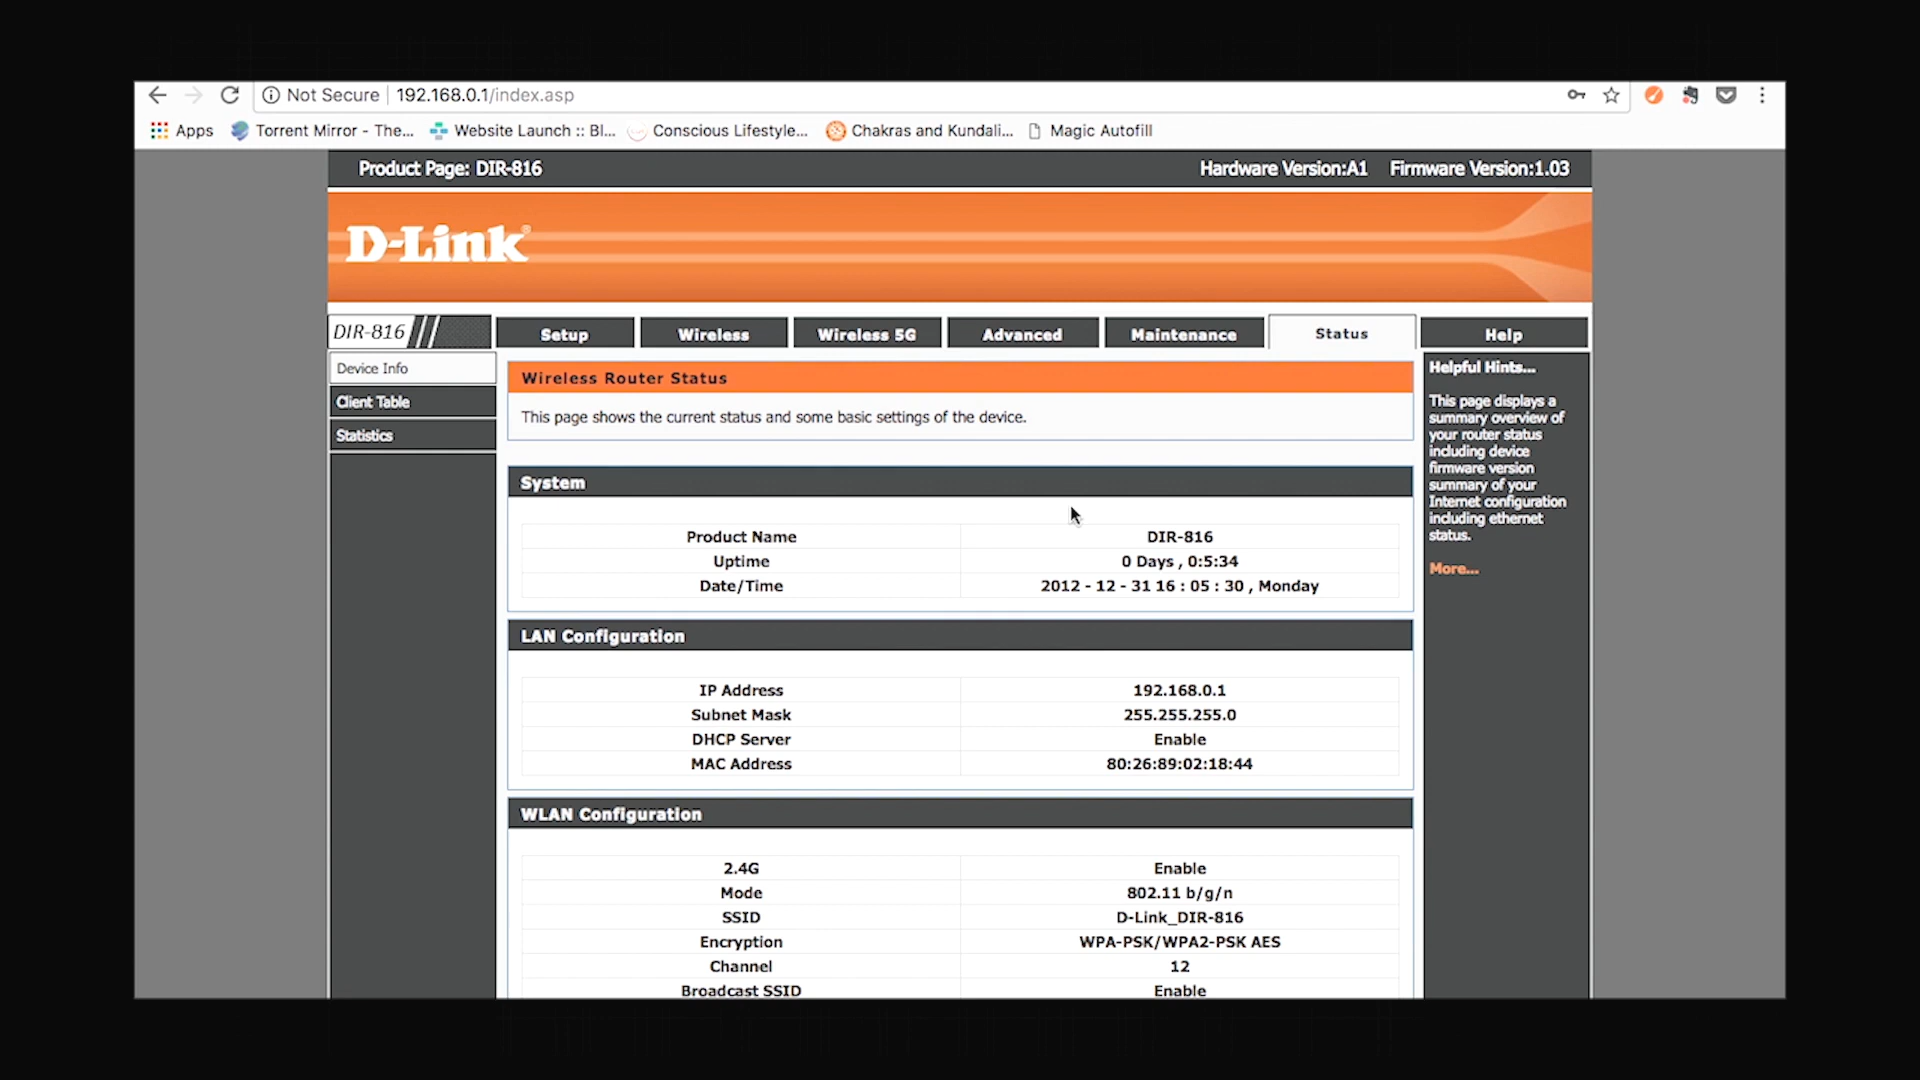 Not Secure 192.168.0.1/index.asp
Apps Torrent Mirror - The... Website Launch :: Bl... Conscious Lifestyle... Chakras and Kundali... Magic Autofill
Product Page: DIR-816 Hardware Version:A1 Firmware Version:1.03
D-Link®
DIR-816 Setup Wireless Wireless 5G Advanced Maintenance Status Help
Device Info
Client Table
Statistics
Wireless Router Status
This page shows the current status and some basic settings of the device.
System
Product Name DIR-816
Uptime 0 Days , 0:5:34
Date/Time 2012 - 12 - 31 16 : 05 : 30 , Monday
LAN Configuration
IP Address 192.168.0.1
Subnet Mask 255.255.255.0
DHCP Server Enable
MAC Address 80:26:89:02:18:44
WLAN Configuration
2.4G Enable
Mode 802.11 b/g/n
SSID D-Link_DIR-816
Encryption WPA-PSK/WPA2-PSK AES
Channel 12
Broadcast SSID Enable
Helpful Hints...
This page displays a
summary overview of
your router status
including device
firmware version
summary of your
Internet configuration
including ethernet
status.
More...